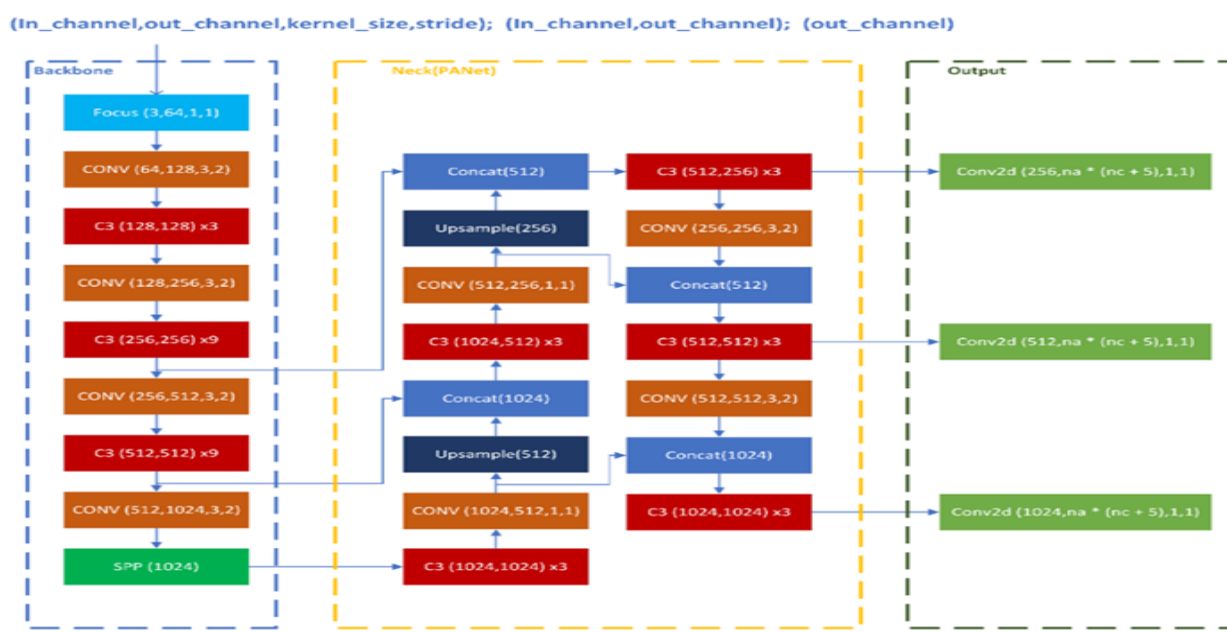 (In_channel,out_channel,kernel_size,stride); (In_channel,out_channel); (out_channel)
Backbone
Focus (3,64,1,1)
CONV (64,128,3,2)
C3 (128,128) x3
CONV (128,256,3,2)
C3 (256,256) x9
CONV (256,512,3,2)
C3 (512,512) x9
CONV (512,1024,3,2)
SPP (1024)
Neck(PANet)
Concat(512)
Upsample(256)
CONV (512,256,1,1)
C3 (1024,512) x3
Concat(1024)
Upsample(512)
CONV (1024,512,1,1)
C3 (1024,1024) x3
C3 (512,256) x3
CONV (256,256,3,2)
Concat(512)
C3 (512,512) x3
CONV (512,512,3,2)
Concat(1024)
C3 (1024,1024) x3
Output
Conv2d (256,na * (nc + 5),1,1)
Conv2d (512,na * (nc + 5),1,1)
Conv2d (1024,na * (nc + 5),1,1)